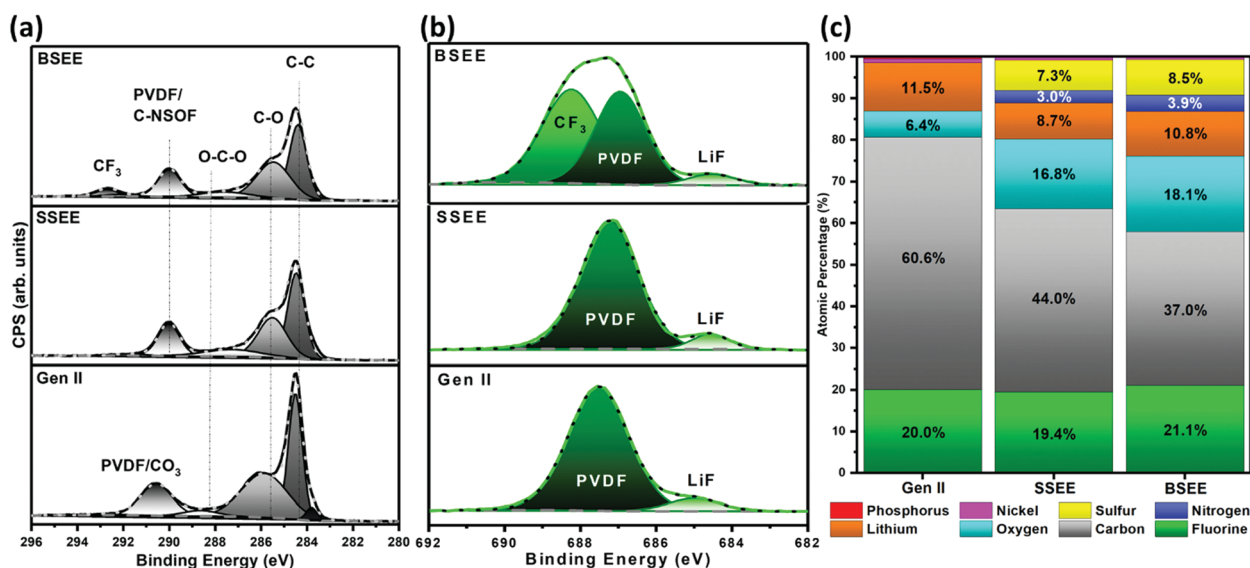 (a)
BSEE
C-C
PVDF/
C-NSOF
C-O
CF3
O-C-O
SSEE
Gen II
PVDF/CO3
CPS (arb. units)
296 294 292 290 288 286 284 282 280
Binding Energy (eV)
(b)
BSEE
CF3
PVDF
LiF
SSEE
PVDF
LiF
Gen II
PVDF
LiF
692 690 688 686 684 682
Binding Energy (eV)
(c)
Atomic Percentage (%)
100
90
80
70
60
50
40
30
20
10
0
11.5%
6.4%
60.6%
20.0%
7.3%
3.0%
8.7%
16.8%
44.0%
19.4%
8.5%
3.9%
10.8%
18.1%
37.0%
21.1%
Gen II SSEE BSEE
Phosphorus Nickel Sulfur Nitrogen
Lithium Oxygen Carbon Fluorine